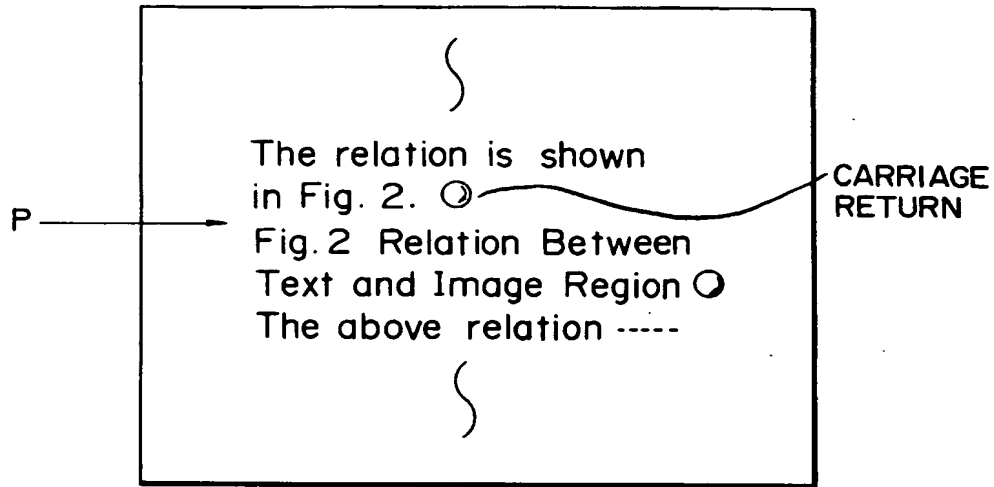 The relation is shown
in Fig. 2.
Fig. 2 Relation Between
Text and Image Region
The above relation -----
P
CARRIAGE
RETURN